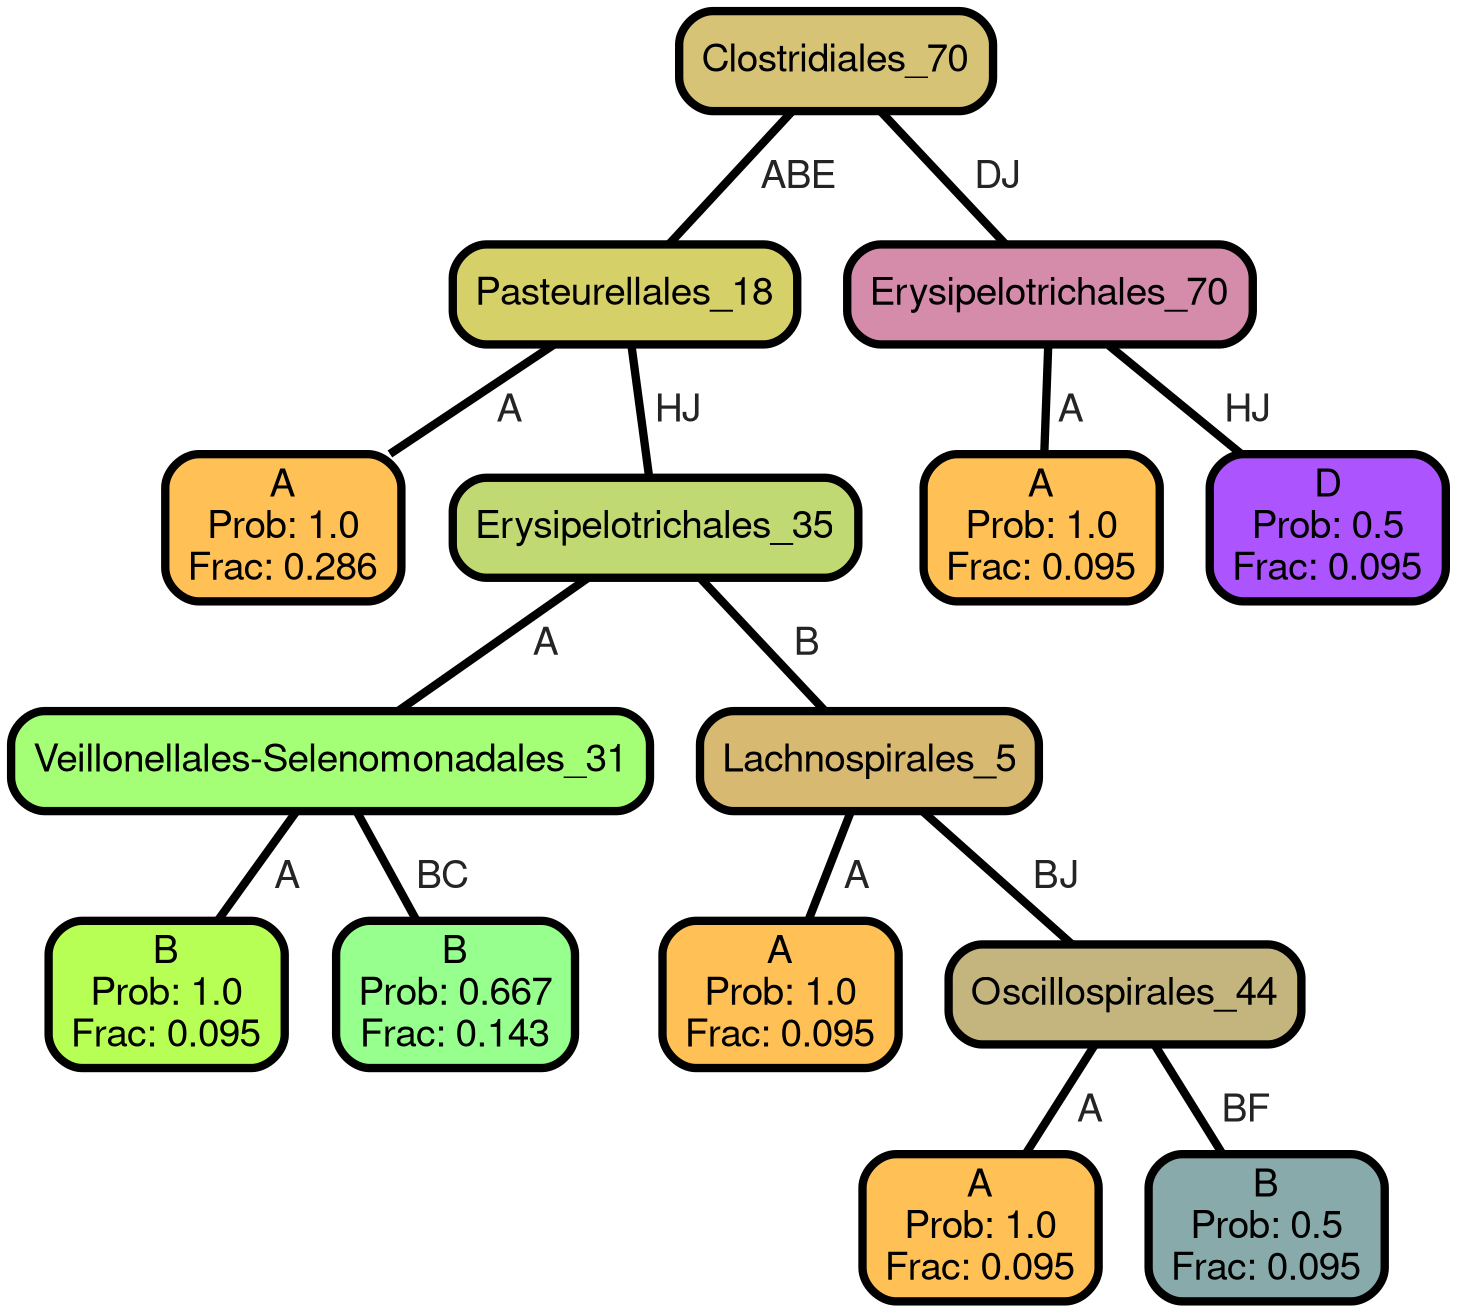 Clostridiales_70
ABE
DJ
Pasteurellales_18
Erysipelotrichales_70
A
HJ
A
HJ
A
Prob: 1.0
Frac: 0.286
Erysipelotrichales_35
A
Prob: 1.0
Frac: 0.095
D
Prob: 0.5
Frac: 0.095
A
B
Veillonellales-Selenomonadales_31
Lachnospirales_5
A
BC
A
BJ
B
Prob: 1.0
Frac: 0.095
B
Prob: 0.667
Frac: 0.143
A
Prob: 1.0
Frac: 0.095
Oscillospirales_44
A
BF
A
Prob: 1.0
Frac: 0.095
B
Prob: 0.5
Frac: 0.095